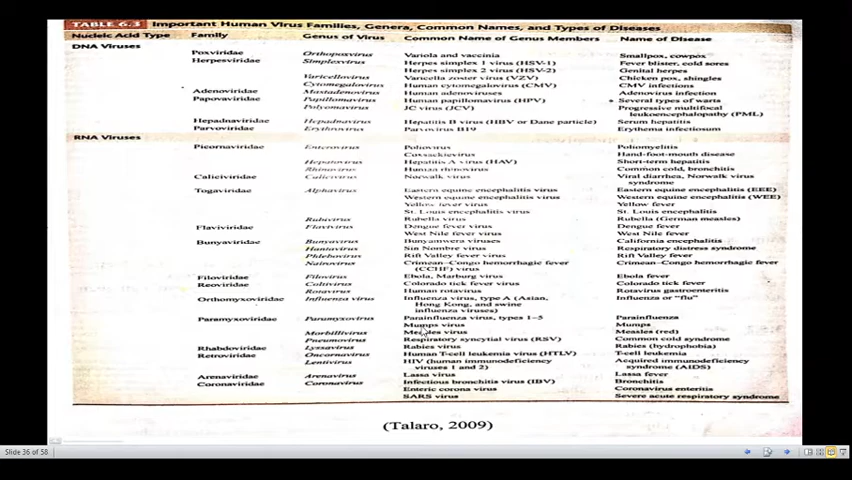 TABLE 6.3 Important Human Virus Families, Genera, Common Names, and Types of Diseases
Nucleic Acid Type Family Genus of Virus Common Name of Genus Members Name of Disease
DNA Viruses
Poxviridae Orthopoxvirus Variola and vaccinia Smallpox, cowpox
Herpesviridae Simplexvirus Herpes simplex 1 virus (HSV-1) Fever blister, cold sores
Herpes simplex 2 virus (HSV-2) Genital herpes
Varicellovirus Varicella zoster virus (VZV) Chicken pox, shingles
Cytomegalovirus Human cytomegalovirus (CMV) CMV infections
Adenoviridae Mastadenovirus Human adenoviruses Adenovirus infection
Papovaviridae Papillomavirus Human papillomavirus (HPV) Several types of warts
Polyomavirus JC virus (JCV) Progressive multifocal
leukoencephalopathy (PML)
Hepadnaviridae Hepadnavirus Hepatitis B virus (HBV or Dane particle) Serum hepatitis
Parvoviridae Erythrovirus Parvovirus B19 Erythema infectiosum
RNA Viruses
Picornaviridae Enterovirus Poliovirus Poliomyelitis
Coxsackievirus Hand-foot-mouth disease
Hepatovirus Hepatitis A virus (HAV) Short-term hepatitis
Rhinovirus Human rhinovirus Common cold, bronchitis
Caliciviridae Calicivirus Norwalk virus Viral diarrhea, Norwalk virus
syndrome
Togaviridae Alphavirus Eastern equine encephalitis virus Eastern equine encephalitis (EEE)
Western equine encephalitis virus Western equine encephalitis (WEE)
Yellow fever virus Yellow fever
St. Louis encephalitis virus St. Louis encephalitis
Rubivirus Rubella virus Rubella (German measles)
Flaviviridae Flavivirus Dengue fever virus Dengue fever
West Nile fever virus West Nile fever
Bunyaviridae Bunyavirus Bunyamwera viruses California encephalitis
Hantavirus Sin Nombre virus Respiratory distress syndrome
Phlebovirus Rift Valley fever virus Rift Valley fever
Nairovirus Crimean–Congo hemorrhagic fever Crimean–Congo hemorrhagic fever
(CCHF) virus
Filoviridae Filovirus Ebola, Marburg virus Ebola fever
Reoviridae Coltivirus Colorado tick fever virus Colorado tick fever
Rotavirus Human rotavirus Rotavirus gastroenteritis
Orthomyxoviridae Influenza virus Influenza virus, type A (Asian, Influenza or "flu"
Hong Kong, and swine
influenza viruses)
Paramyxoviridae Paramyxovirus Parainfluenza virus, types 1–5 Parainfluenza
Mumps virus Mumps
Morbillivirus Measles virus Measles (red)
Pneumovirus Respiratory syncytial virus (RSV) Common cold syndrome
Rhabdoviridae Lyssavirus Rabies virus Rabies (hydrophobia)
Retroviridae Oncornavirus Human T-cell leukemia virus (HTLV) T-cell leukemia
Lentivirus HIV (human immunodeficiency Acquired immunodeficiency
viruses 1 and 2) syndrome (AIDS)
Arenaviridae Arenavirus Lassa virus Lassa fever
Coronaviridae Coronavirus Infectious bronchitis virus (IBV) Bronchitis
Enteric corona virus Coronavirus enteritis
SARS virus Severe acute respiratory syndrome
(Talaro, 2009)
Slide 36 of 58